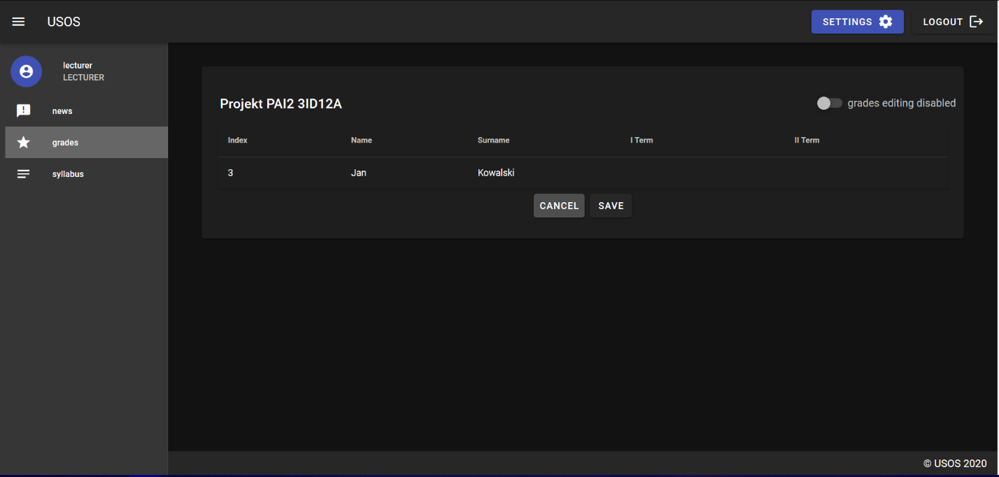 USOS
SETTINGS
LOGOUT
lecturer
LECTURER
news
grades
syllabus
Projekt PAI2 3ID12A
grades editing disabled
Index Name Surname I Term II Term
3 Jan Kowalski
CANCEL SAVE
© USOS 2020